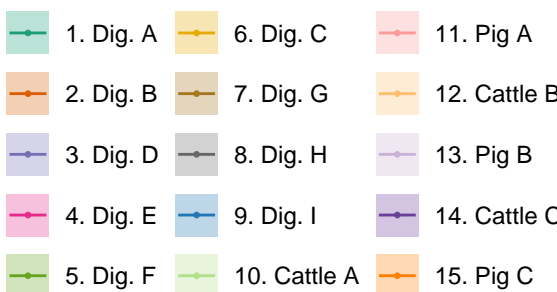 1. Dig. A
2. Dig. B
3. Dig. D
4. Dig. E
5. Dig. F
6. Dig. C
7. Dig. G
8. Dig. H
9. Dig. I
10. Cattle A
11. Pig A
12. Cattle B
13. Pig B
14. Cattle C
15. Pig C